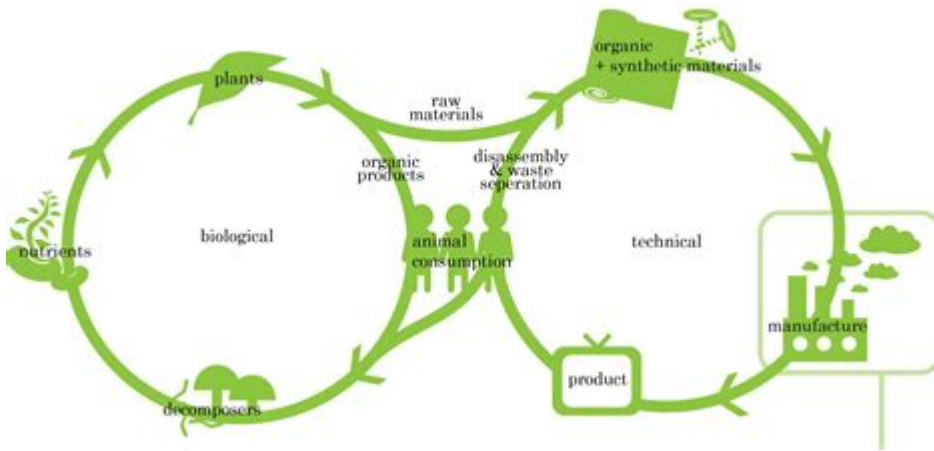 plants
organic
+ synthetic materials
raw
materials
organic
products
disassembly
& waste
seperation
biological
animal
consumption
technical
nutrients
manufacture
product
decomposers